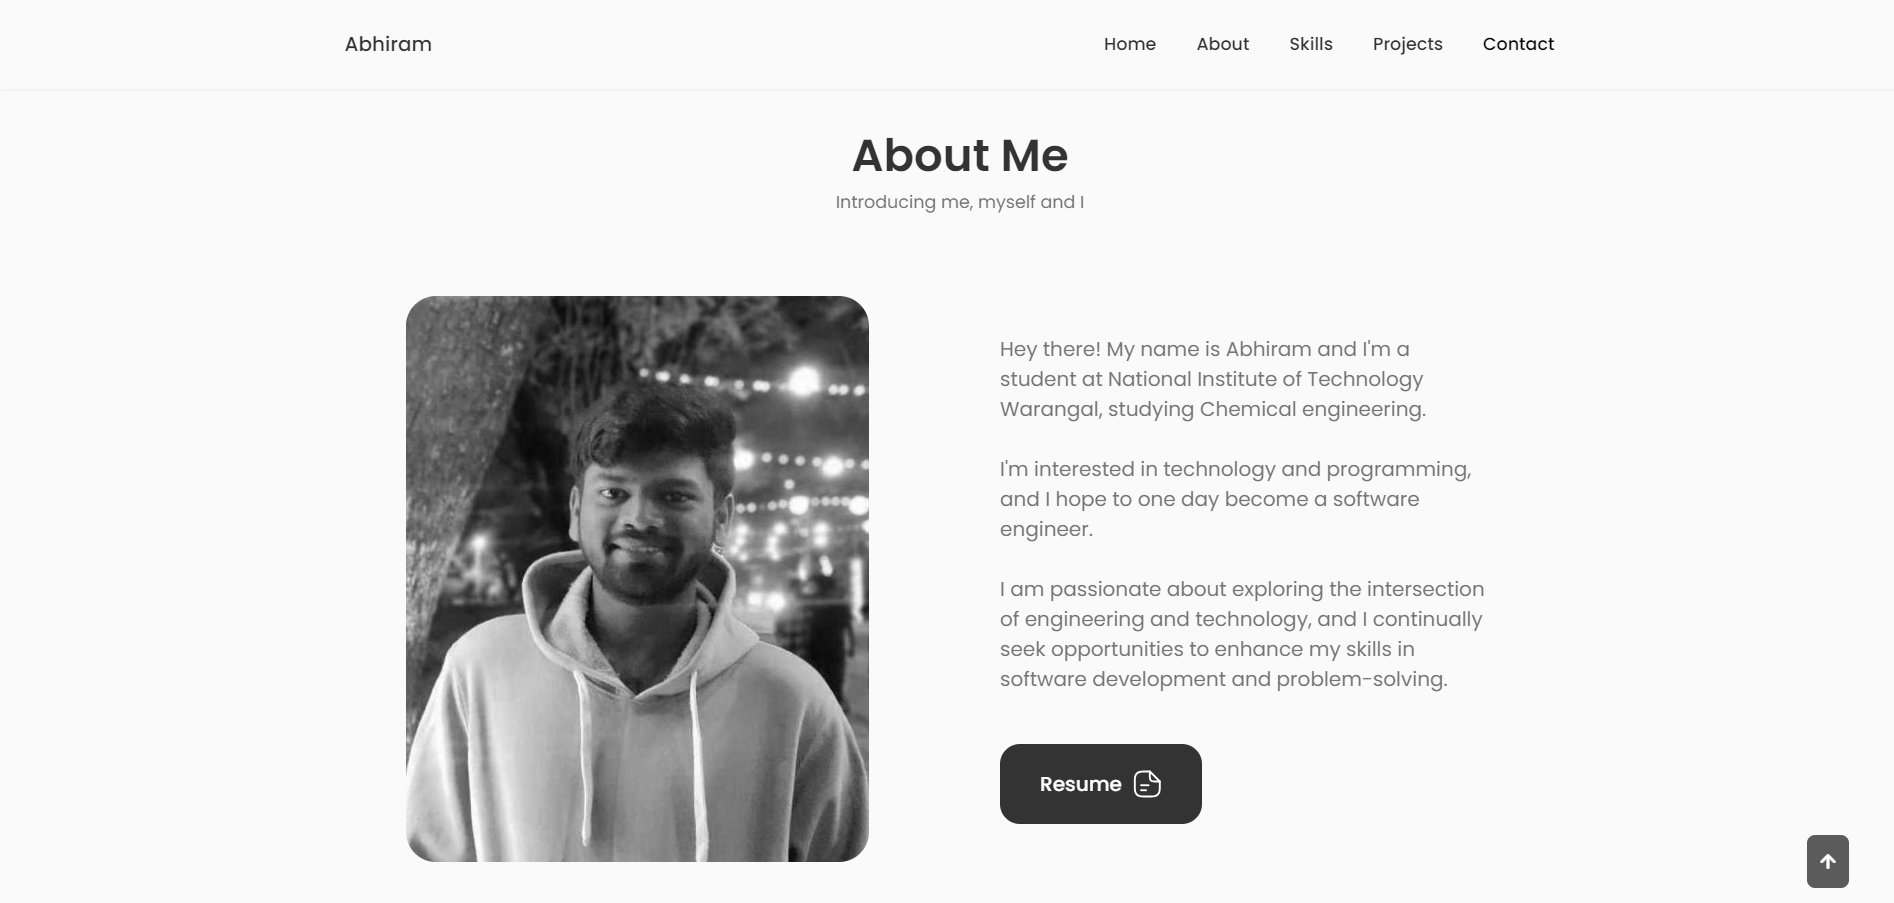 Abhiram
Home About Skills Projects Contact
About Me
Introducing me, myself and I
Hey there! My name is Abhiram and I'm a
student at National Institute of Technology
Warangal, studying Chemical engineering.
I'm interested in technology and programming,
and I hope to one day become a software
engineer.
I am passionate about exploring the intersection
of engineering and technology, and I continually
seek opportunities to enhance my skills in
software development and problem-solving.
Resume